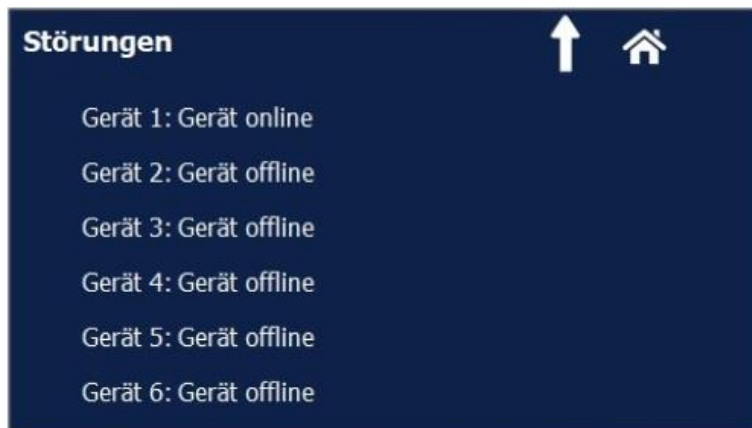 Störungen
Gerät 1: Gerät online
Gerät 2: Gerät offline
Gerät 3: Gerät offline
Gerät 4: Gerät offline
Gerät 5: Gerät offline
Gerät 6: Gerät offline